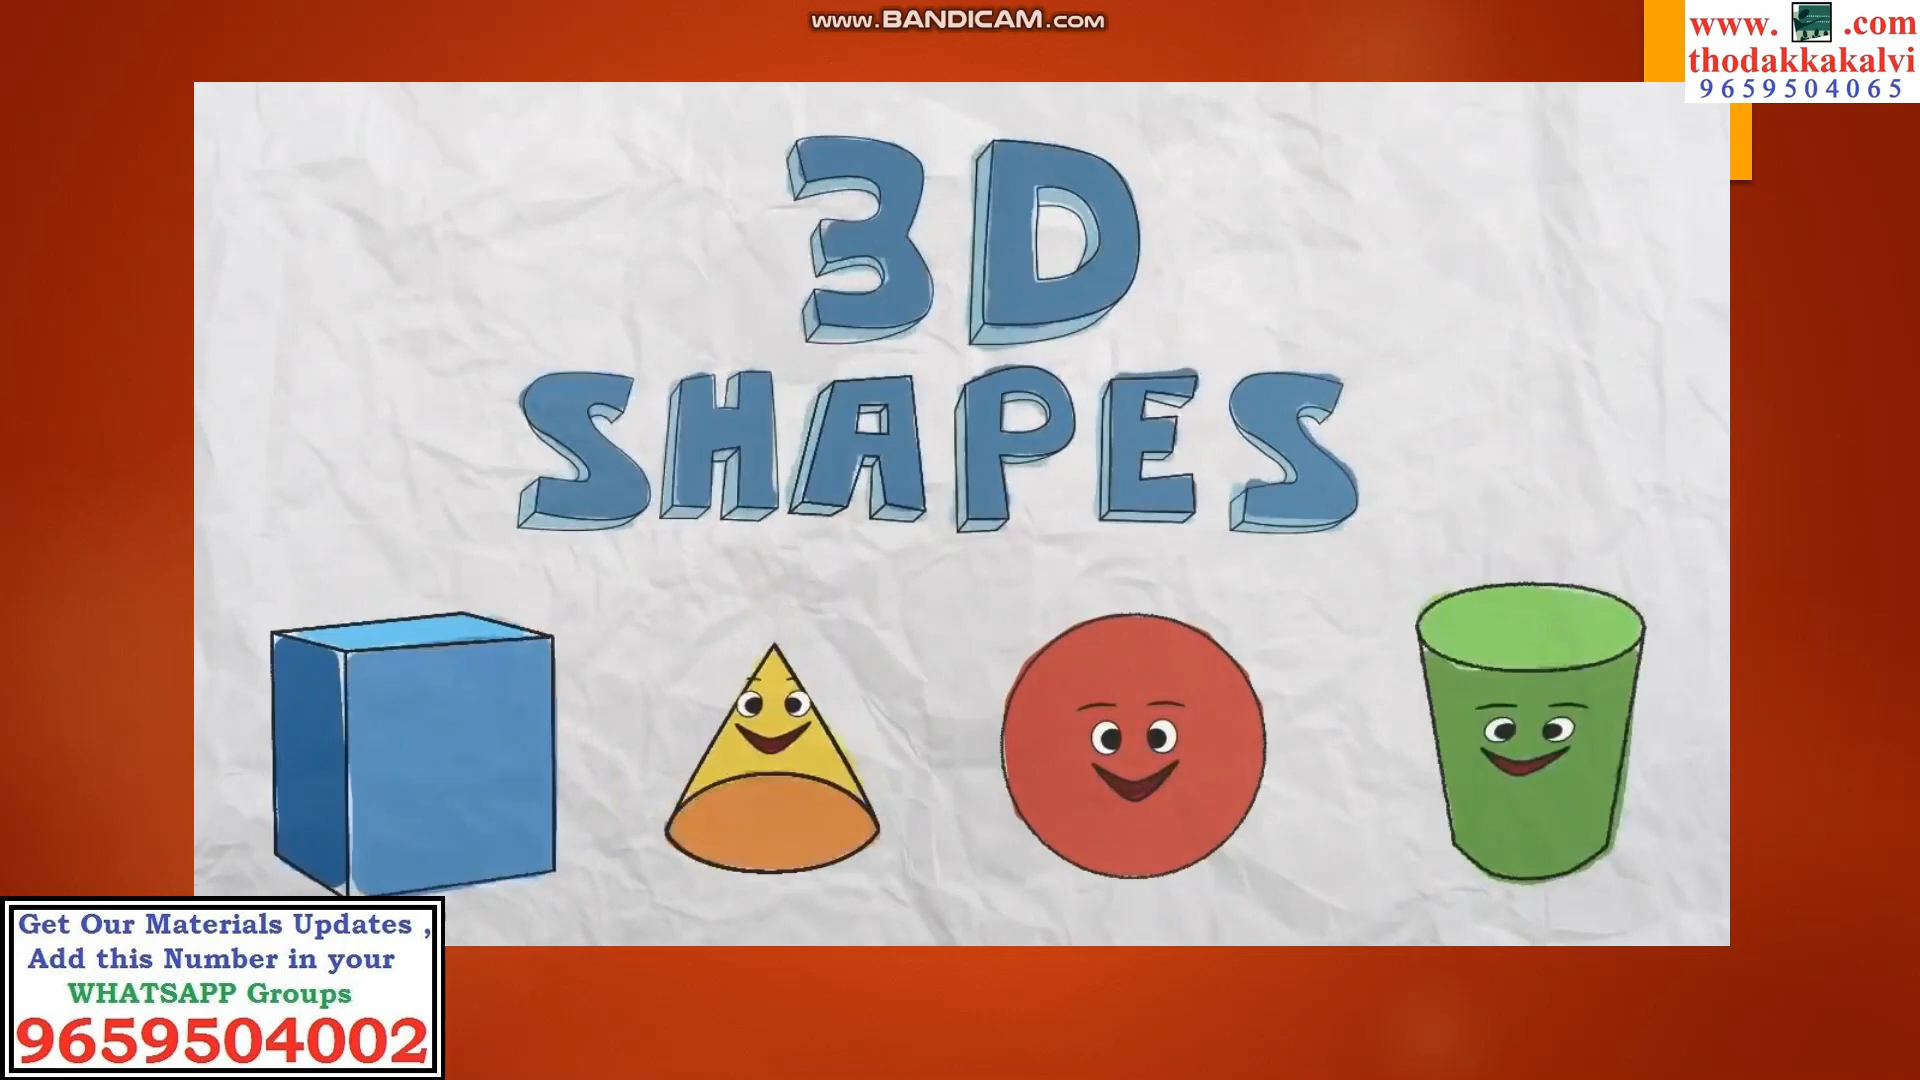 www.BANDICAM.com
www. .com
thodakkakalvi
9659504065
3D
SHAPES
Get Our Materials Updates ,
Add this Number in your
WHATSAPP Groups
9659504002